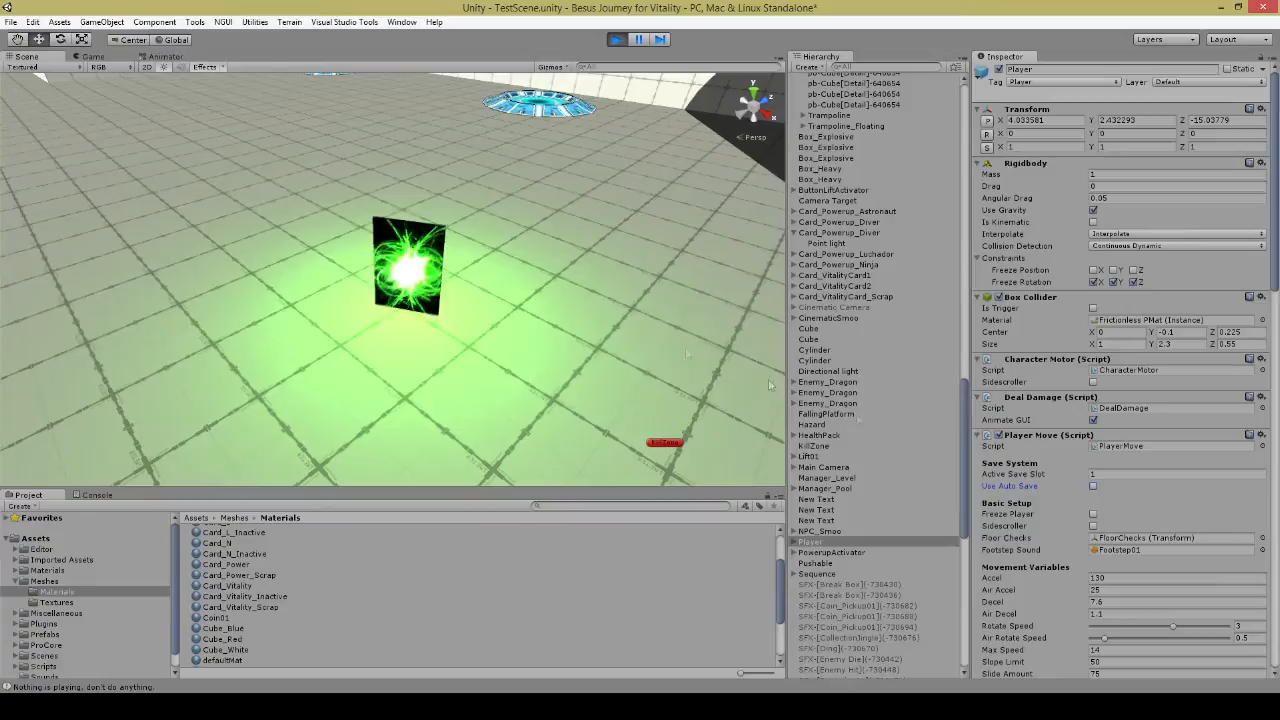 Unity - TestScene.unity - Besus Journey for Vitality - PC, Mac & Linux Standalone*
File Edit Assets GameObject Component Tools NGUI Utilities Terrain Visual Studio Tools Window Help
Center Global Layers Layout
Scene Game Animator
Textured RGB 2D Effects Gizmos All
y
z
x
Persp
KillZone
Hierarchy
Create All
pb-Cube[Detail]-640654
pb-Cube[Detail]-640654
pb-Cube[Detail]-640654
pb-Cube[Detail]-640654
Trampoline
Trampoline_Floating
Box_Explosive
Box_Explosive
Box_Explosive
Box_Heavy
Box_Heavy
ButtonLiftActivator
Camera Target
Card_Powerup_Astronaut
Card_Powerup_Diver
Card_Powerup_Diver
Point light
Card_Powerup_Luchador
Card_Powerup_Ninja
Card_VitalityCard1
Card_VitalityCard2
Card_VitalityCard_Scrap
Cinematic Camera
CinematicSmoo
Cube
Cube
Cylinder
Cylinder
Directional light
Enemy_Dragon
Enemy_Dragon
Enemy_Dragon
FallingPlatform
Hazard
HealthPack
KillZone
Lift01
Main Camera
Manager_Level
Manager_Pool
New Text
New Text
New Text
NPC_Smoo
Player
PowerupActivator
Pushable
Sequence
SFX-[Break Box](-730430)
SFX-[Break Box](-730436)
SFX-[Coin_Pickup01](-730682)
SFX-[Coin_Pickup01](-730688)
SFX-[Coin_Pickup01](-730694)
SFX-[CollectionJingle](-730676)
SFX-[Ding](-730670)
SFX-[Enemy Die](-730442)
SFX-[Enemy Hit](-730448)
Inspector
Player Static
Tag Player Layer Default
Transform
P X 4.033581 Y 2.432293 Z -15.03779
R X 0 Y 0 Z 0
S X 1 Y 1 Z 1
Rigidbody
Mass 1
Drag 0
Angular Drag 0.05
Use Gravity
Is Kinematic
Interpolate Interpolate
Collision Detection Continuous Dynamic
Constraints
Freeze Position X Y Z
Freeze Rotation X Y Z
Box Collider
Is Trigger
Material Frictionless PMat (Instance)
Center X 0 Y -0.1 Z 0.225
Size X 1 Y 2.3 Z 0.55
Character Motor (Script)
Script CharacterMotor
Sidescroller
Deal Damage (Script)
Script DealDamage
Animate GUI
Player Move (Script)
Script PlayerMove
Save System
Active Save Slot 1
Use Auto Save
Basic Setup
Freeze Player
Sidescroller
Floor Checks FloorChecks (Transform)
Footstep Sound Footstep01
Movement Variables
Accel 130
Air Accel 25
Decel 7.6
Air Decel 1.1
Rotate Speed 3
Air Rotate Speed 0.5
Max Speed 14
Slope Limit 50
Slide Amount 75
Project Console
Create
Favorites
Assets
Editor
Imported Assets
Materials
Meshes
Materials
Textures
Miscellaneous
Plugins
Prefabs
ProCore
Scenes
Scripts
Sounds
Assets Meshes Materials
Card_L_Inactive
Card_N
Card_N_Inactive
Card_Power
Card_Power_Scrap
Card_Vitality
Card_Vitality_Inactive
Card_Vitality_Scrap
Coin01
Cube_Blue
Cube_Red
Cube_White
defaultMat
Nothing is playing, don't do anything.